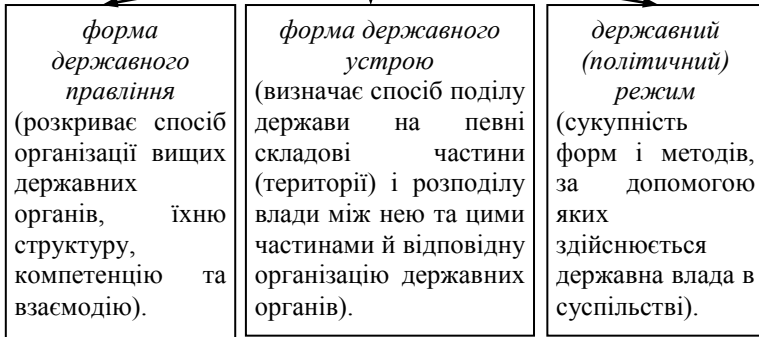 форма
державного
правління
(розкриває спосіб
організації вищих
державних
органів, їхню
структуру,
компетенцію та
взаємодію).
форма державного
устрою
(визначає спосіб поділу
держави на певні
складові частини
(території) і розподілу
влади між нею та цими
частинами й відповідну
організацію державних
органів).
державний
(політичний)
режим
(сукупність
форм і методів,
за допомогою
яких
здійснюється
державна влада в
суспільстві).